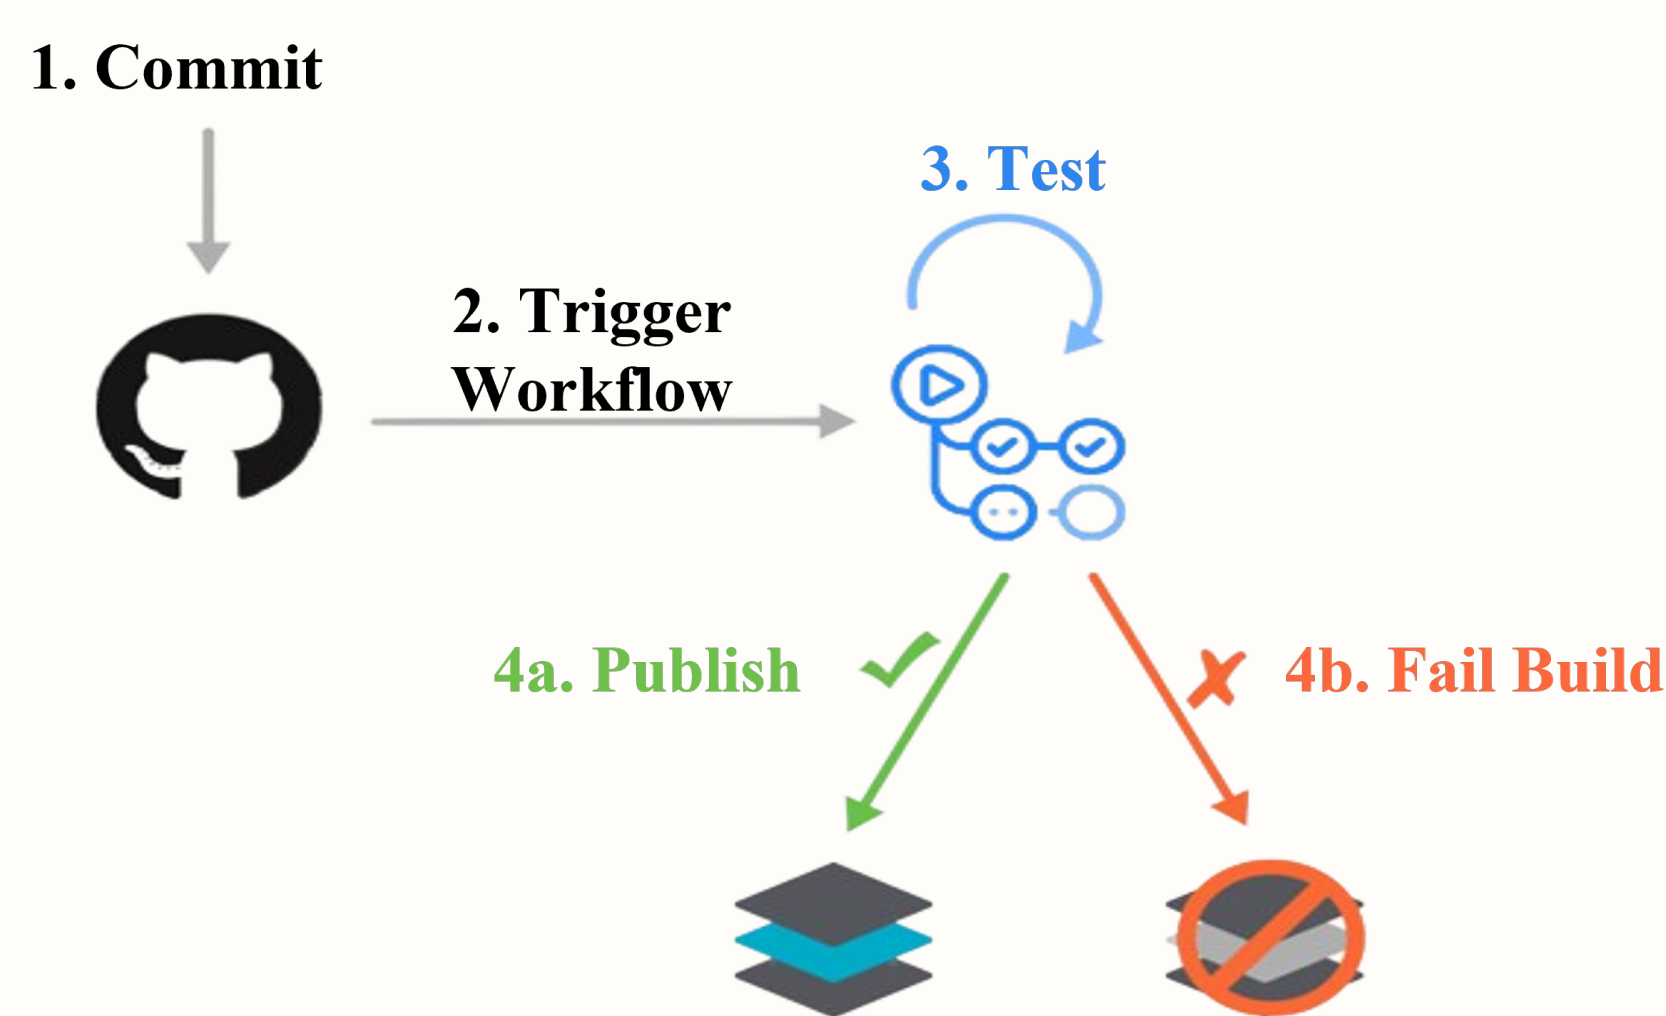 1. Commit
3. Test
2. Trigger
Workflow
4a. Publish
4b. Fail Build